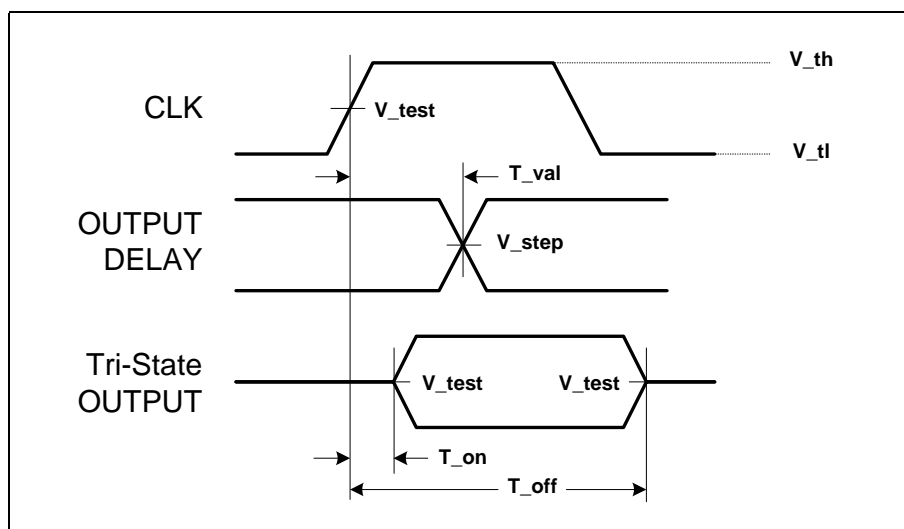 V_th
CLK
V_test
V_tl
T_val
OUTPUT
DELAY
V_step
Tri-State
OUTPUT
V_test
V_test
T_on
T_off